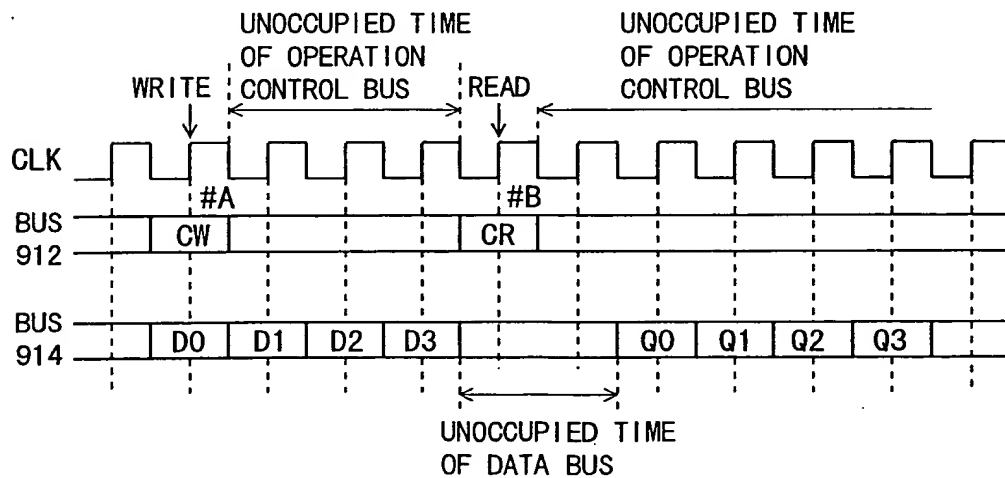 UNOCCUPIED TIME
OF OPERATION
CONTROL BUS
UNOCCUPIED TIME
OF OPERATION
CONTROL BUS
WRITE
READ
CLK
#A
#B
BUS
912
CW
CR
BUS
914
D0
D1
D2
D3
Q0
Q1
Q2
Q3
UNOCCUPIED TIME
OF DATA BUS